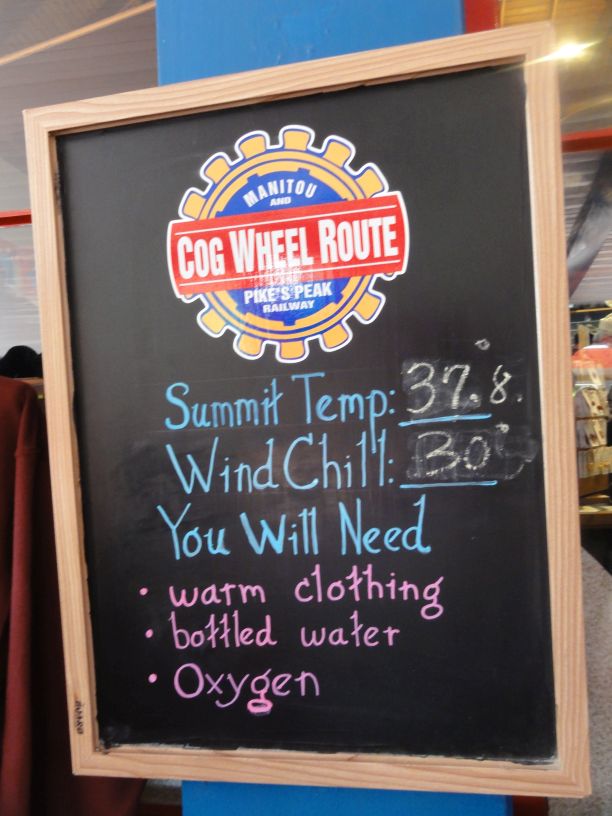 MANITOU
AND
COG WHEEL ROUTE
PIKE'S PEAK
RAILWAY
Summit Temp: 37.8°
Wind Chill: 30°
You Will Need
• warm clothing
• bottled water
• Oxygen